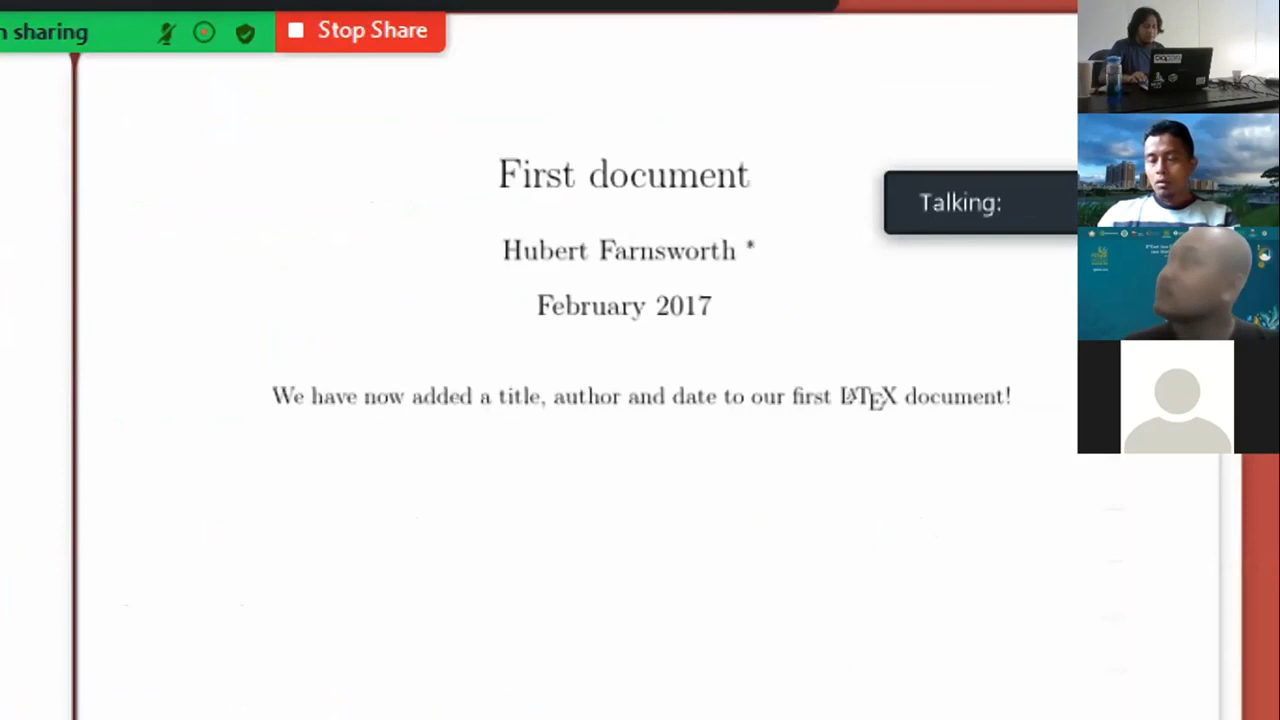 n sharing
Stop Share
Talking:
First document
Hubert Farnsworth *
February 2017
We have now added a title, author and date to our first LATEX document!